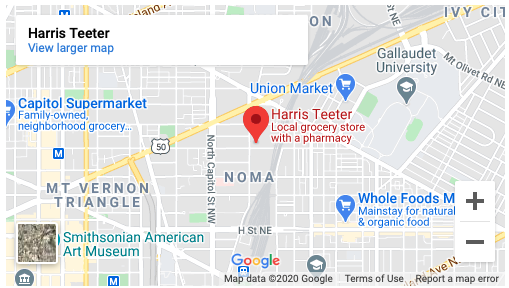 Harris Teeter
View larger map
IVY CIT
Gallaudet
University
Mt Olivet Rd NE
Union Market
Capitol Supermarket
Family-owned,
neighborhood grocery...
Harris Teeter
Local grocery store
with a pharmacy
M
50
North Capitol St NW
NOMA
MT VERNON
TRIANGLE
M
Whole Foods M
Mainstay for natural
& organic food
H St NE
Smithsonian American
Art Museum
M
Google
Map data ©2020 Google
Terms of Use
Report a map error